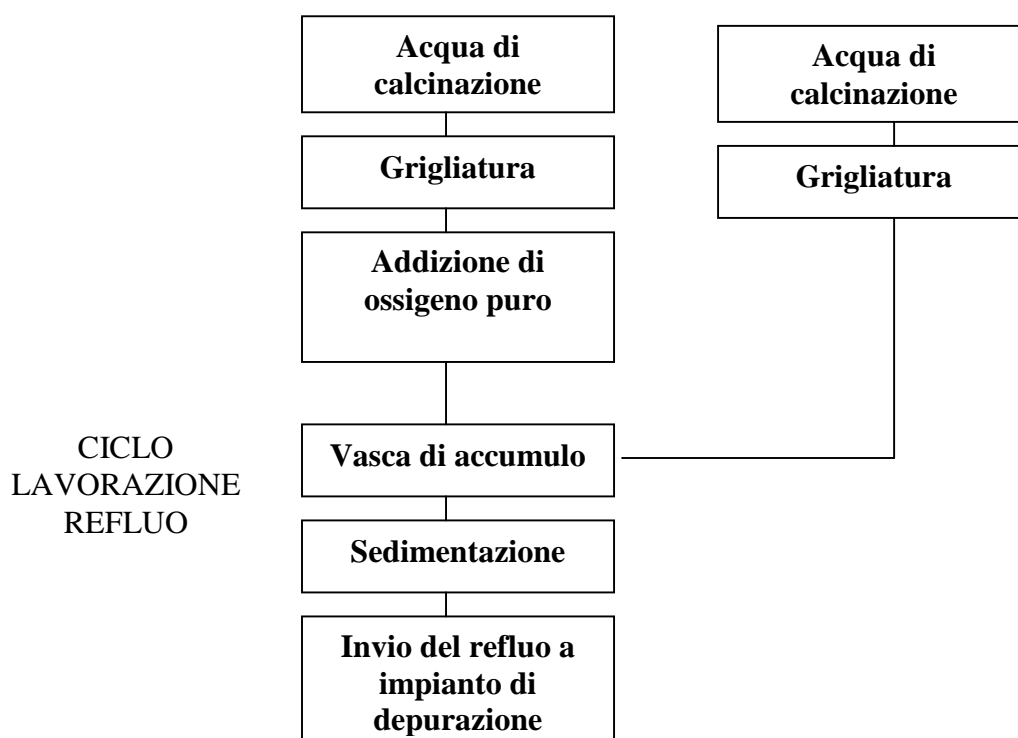 Acqua di
calcinazione
Grigliatura
Addizione di
ossigeno puro
Vasca di accumulo
Sedimentazione
Invio del refluo a
impianto di
depurazione
Acqua di
calcinazione
Grigliatura
CICLO
LAVORAZIONE
REFLUO